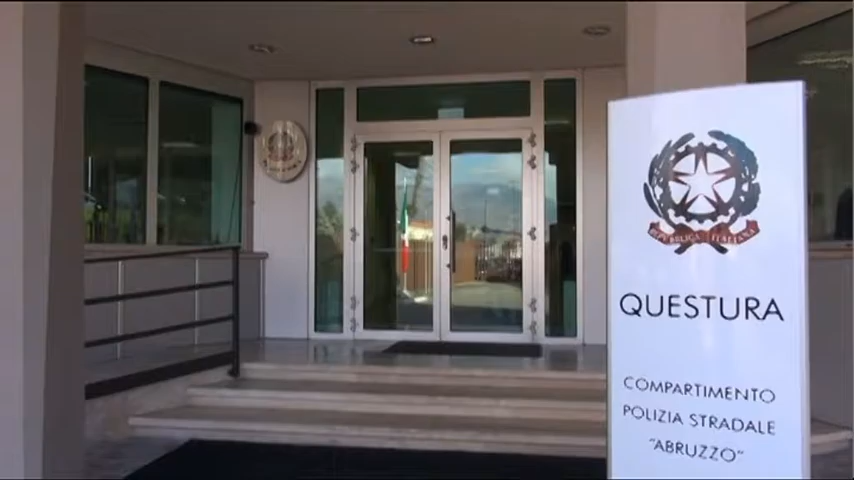 REPUBBLICA ITALIANA
QUESTURA
COMPARTIMENTO
POLIZIA STRADALE
"ABRUZZO"